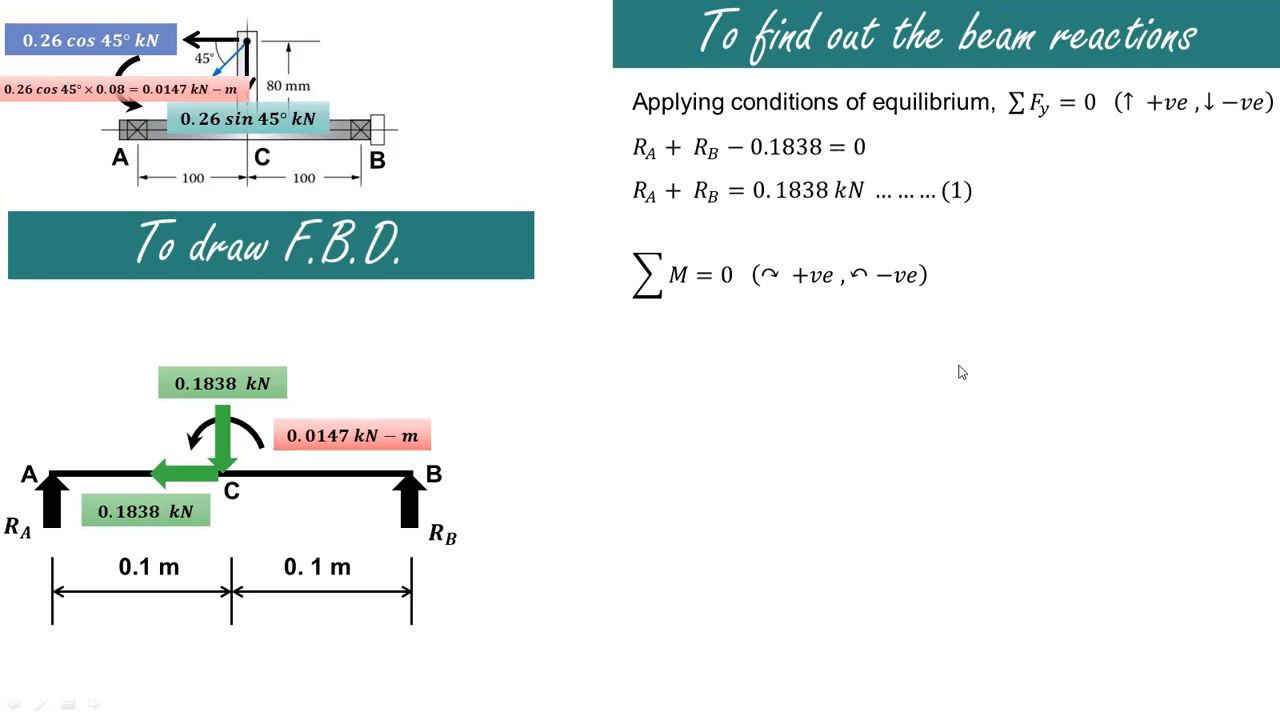 0.26 cos 45° kN
45°
0.26 cos 45° × 0.08 = 0.0147 kN − m
80 mm
0.26 sin 45° kN
A
C
B
100
100
To draw F.B.D.
0.1838 kN
0.0147 kN − m
A
B
C
0.1838 kN
R_A
R_B
0.1 m
0. 1 m
To find out the beam reactions
Applying conditions of equilibrium, ∑ F_y = 0 (↑ +ve , ↓ −ve)
R_A + R_B − 0.1838 = 0
R_A + R_B = 0.1838 kN ... ... ... (1)
∑ M = 0 (↷ +ve , ↶ −ve)